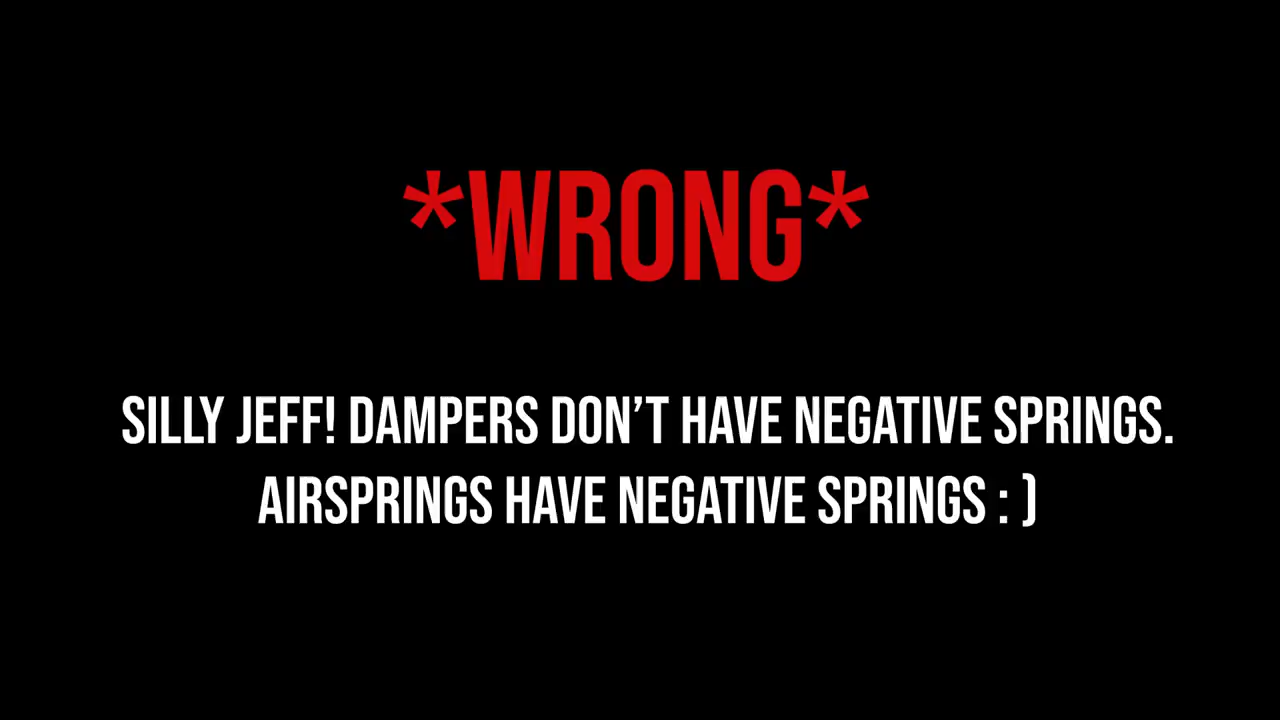 *WRONG*
SILLY JEFF! DAMPERS DON’T HAVE NEGATIVE SPRINGS.
AIRSPRINGS HAVE NEGATIVE SPRINGS : )